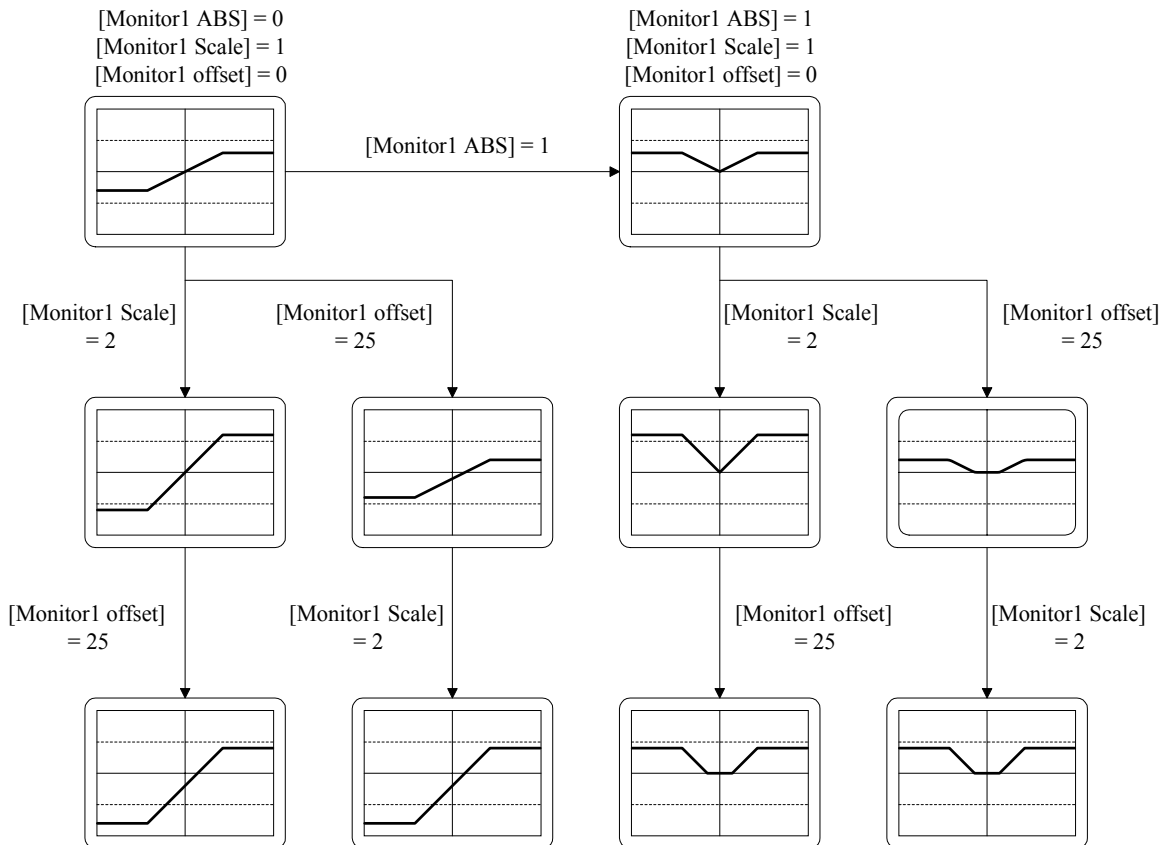 [Monitor1 ABS] = 0
[Monitor1 Scale] = 1
[Monitor1 offset] = 0
[Monitor1 ABS] = 1
[Monitor1 Scale] = 1
[Monitor1 offset] = 0
[Monitor1 ABS] = 1
[Monitor1 Scale]
= 2
[Monitor1 offset]
= 25
[Monitor1 Scale]
= 2
[Monitor1 offset]
= 25
[Monitor1 offset]
= 25
[Monitor1 Scale]
= 2
[Monitor1 offset]
= 25
[Monitor1 Scale]
= 2